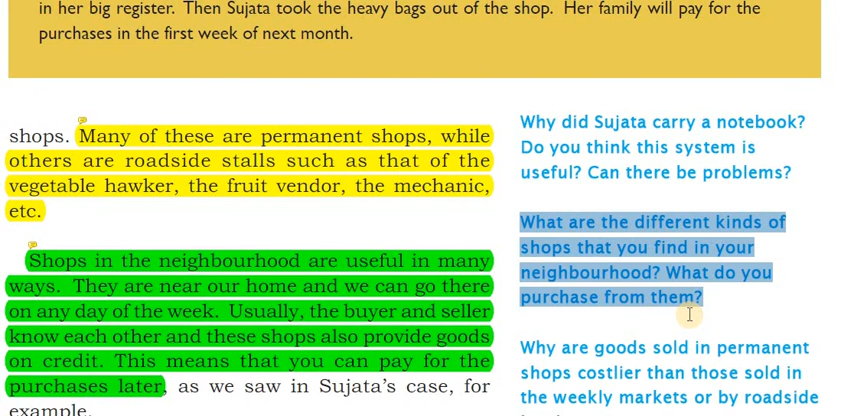 in her big register. Then Sujata took the heavy bags out of the shop. Her family will pay for the
purchases in the first week of next month.
shops. Many of these are permanent shops, while
others are roadside stalls such as that of the
vegetable hawker, the fruit vendor, the mechanic,
etc.
Shops in the neighbourhood are useful in many
ways. They are near our home and we can go there
on any day of the week. Usually, the buyer and seller
know each other and these shops also provide goods
on credit. This means that you can pay for the
purchases later, as we saw in Sujata's case, for
example.
Why did Sujata carry a notebook?
Do you think this system is
useful? Can there be problems?
What are the different kinds of
shops that you find in your
neighbourhood? What do you
purchase from them?
Why are goods sold in permanent
shops costlier than those sold in
the weekly markets or by roadside